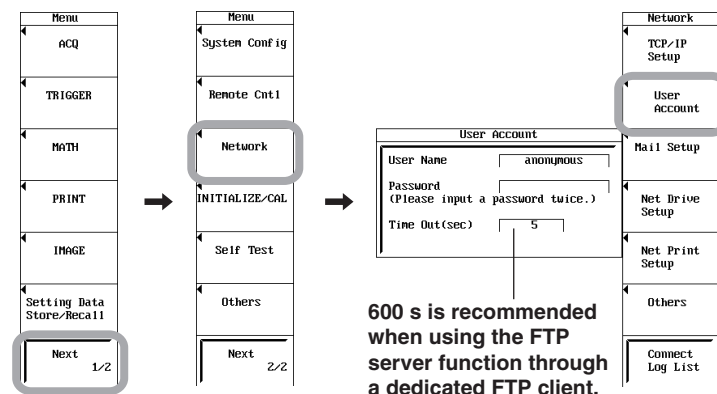 Menu
ACQ
TRIGGER
MATH
PRINT
IMAGE
Setting Data
Store/Recall
Next
1/2
Menu
System Config
Remote Cntl
Network
INITIALIZE/CAL
Self Test
Others
Next
2/2
User Account
User Name anonymous
Password
(Please input a password twice.)
Time Out(sec) 5
600 s is recommended
when using the FTP
server function through
a dedicated FTP client.
Network
TCP/IP
Setup
User
Account
Mail Setup
Net Drive
Setup
Net Print
Setup
Others
Connect
Log List